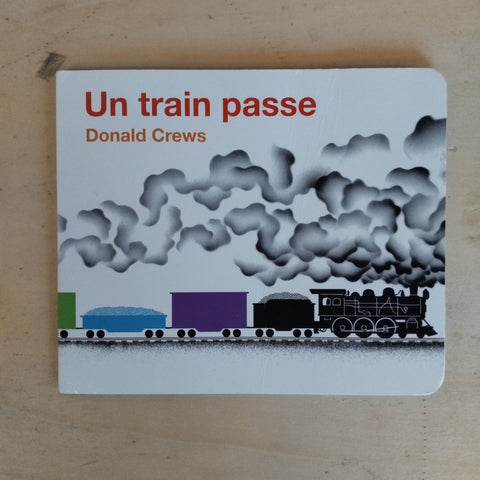 Un train passe
Donald Crews